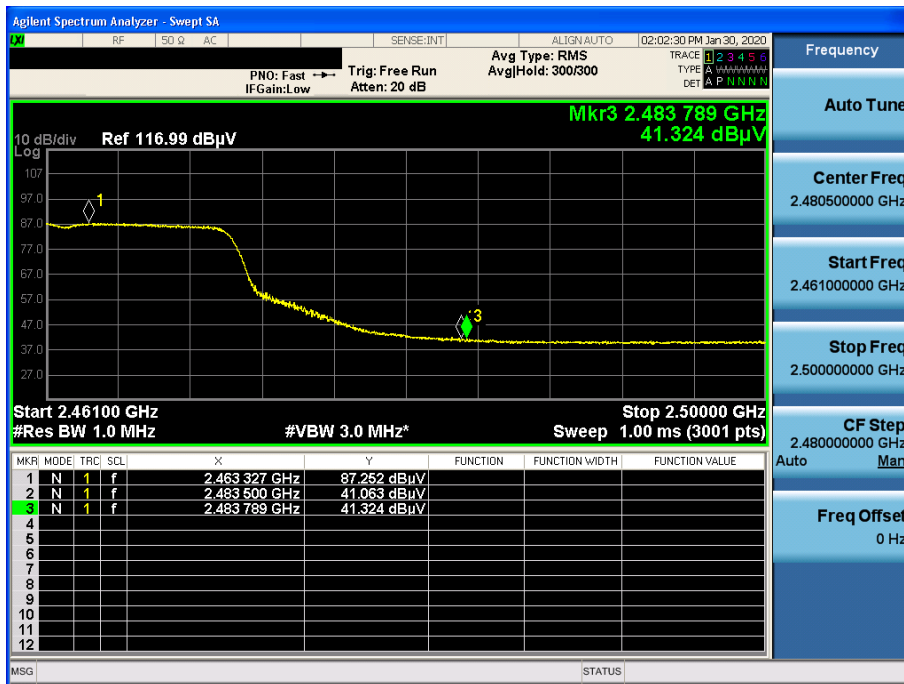 Agilent Spectrum Analyzer - Swept SA
LXI RF 50 Ω AC SENSE:INT ALIGN AUTO 02:02:30 PM Jan 30, 2020
PNO: Fast
IFGain:Low
Trig: Free Run
Atten: 20 dB
Avg Type: RMS
Avg|Hold: 300/300
TRACE 1 2 3 4 5 6
TYPE A WWWWW
DET A P N N N N
Mkr3 2.483 789 GHz
41.324 dBµV
10 dB/div Ref 116.99 dBµV
Log
107
97.0
87.0
77.0
67.0
57.0
47.0
37.0
27.0
1
3
Start 2.46100 GHz Stop 2.50000 GHz
#Res BW 1.0 MHz #VBW 3.0 MHz* Sweep 1.00 ms (3001 pts)
MKR MODE TRC SCL X Y FUNCTION FUNCTION WIDTH FUNCTION VALUE
1 N 1 f 2.463 327 GHz 87.252 dBµV
2 N 1 f 2.483 500 GHz 41.063 dBµV
3 N 1 f 2.483 789 GHz 41.324 dBµV
4
5
6
7
8
9
10
11
12
MSG STATUS
Frequency
Auto Tune
Center Freq
2.480500000 GHz
Start Freq
2.461000000 GHz
Stop Freq
2.500000000 GHz
CF Step
2.480000000 GHz
Auto Man
Freq Offset
0 Hz